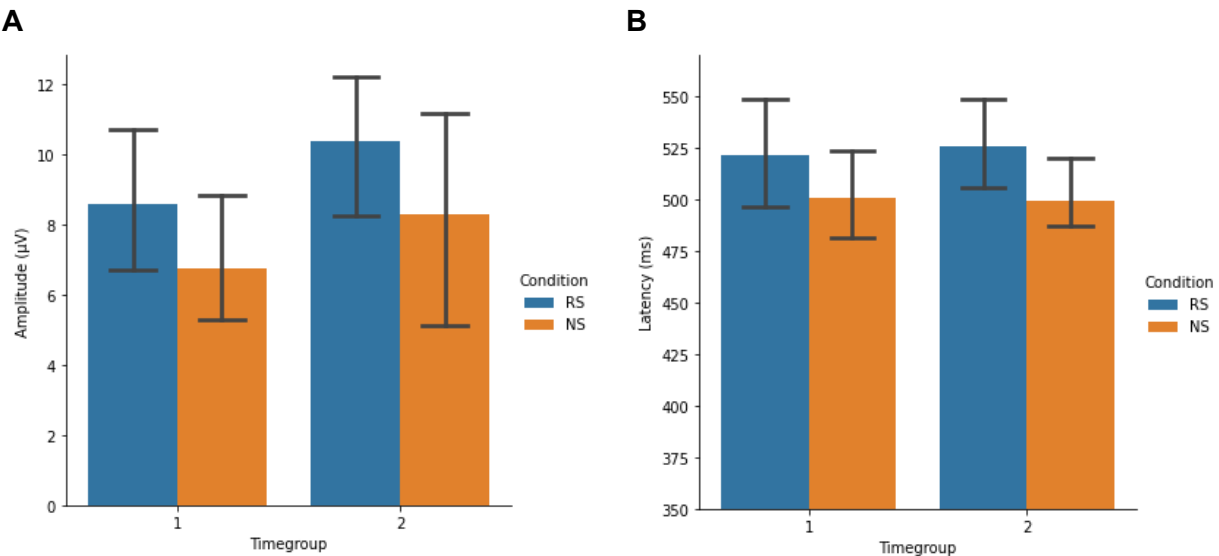 A
Amplitude (µV)
12
10
8
6
4
2
0
1
2
Timegroup
Condition
RS
NS
B
Latency (ms)
550
525
500
475
450
425
400
375
350
1
2
Timegroup
Condition
RS
NS